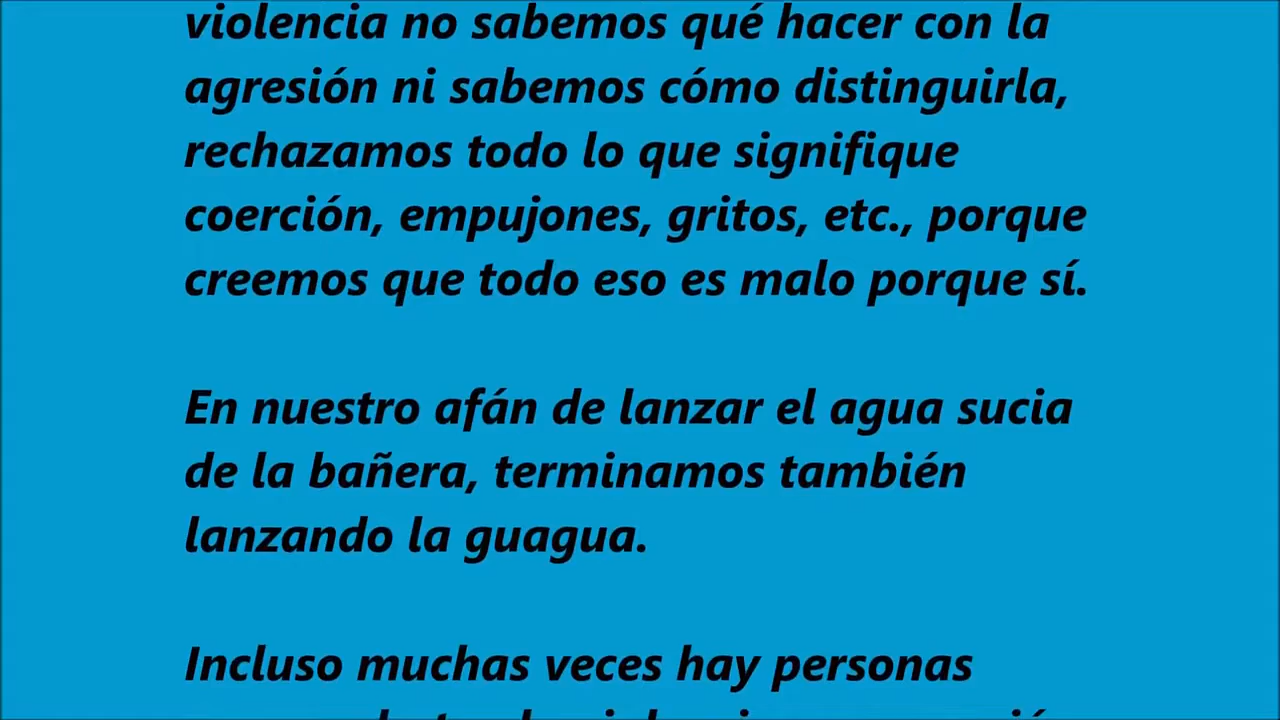 violencia no sabemos qué hacer con la
agresión ni sabemos cómo distinguirla,
rechazamos todo lo que signifique
coerción, empujones, gritos, etc., porque
creemos que todo eso es malo porque sí.
En nuestro afán de lanzar el agua sucia
de la bañera, terminamos también
lanzando la guagua.
Incluso muchas veces hay personas